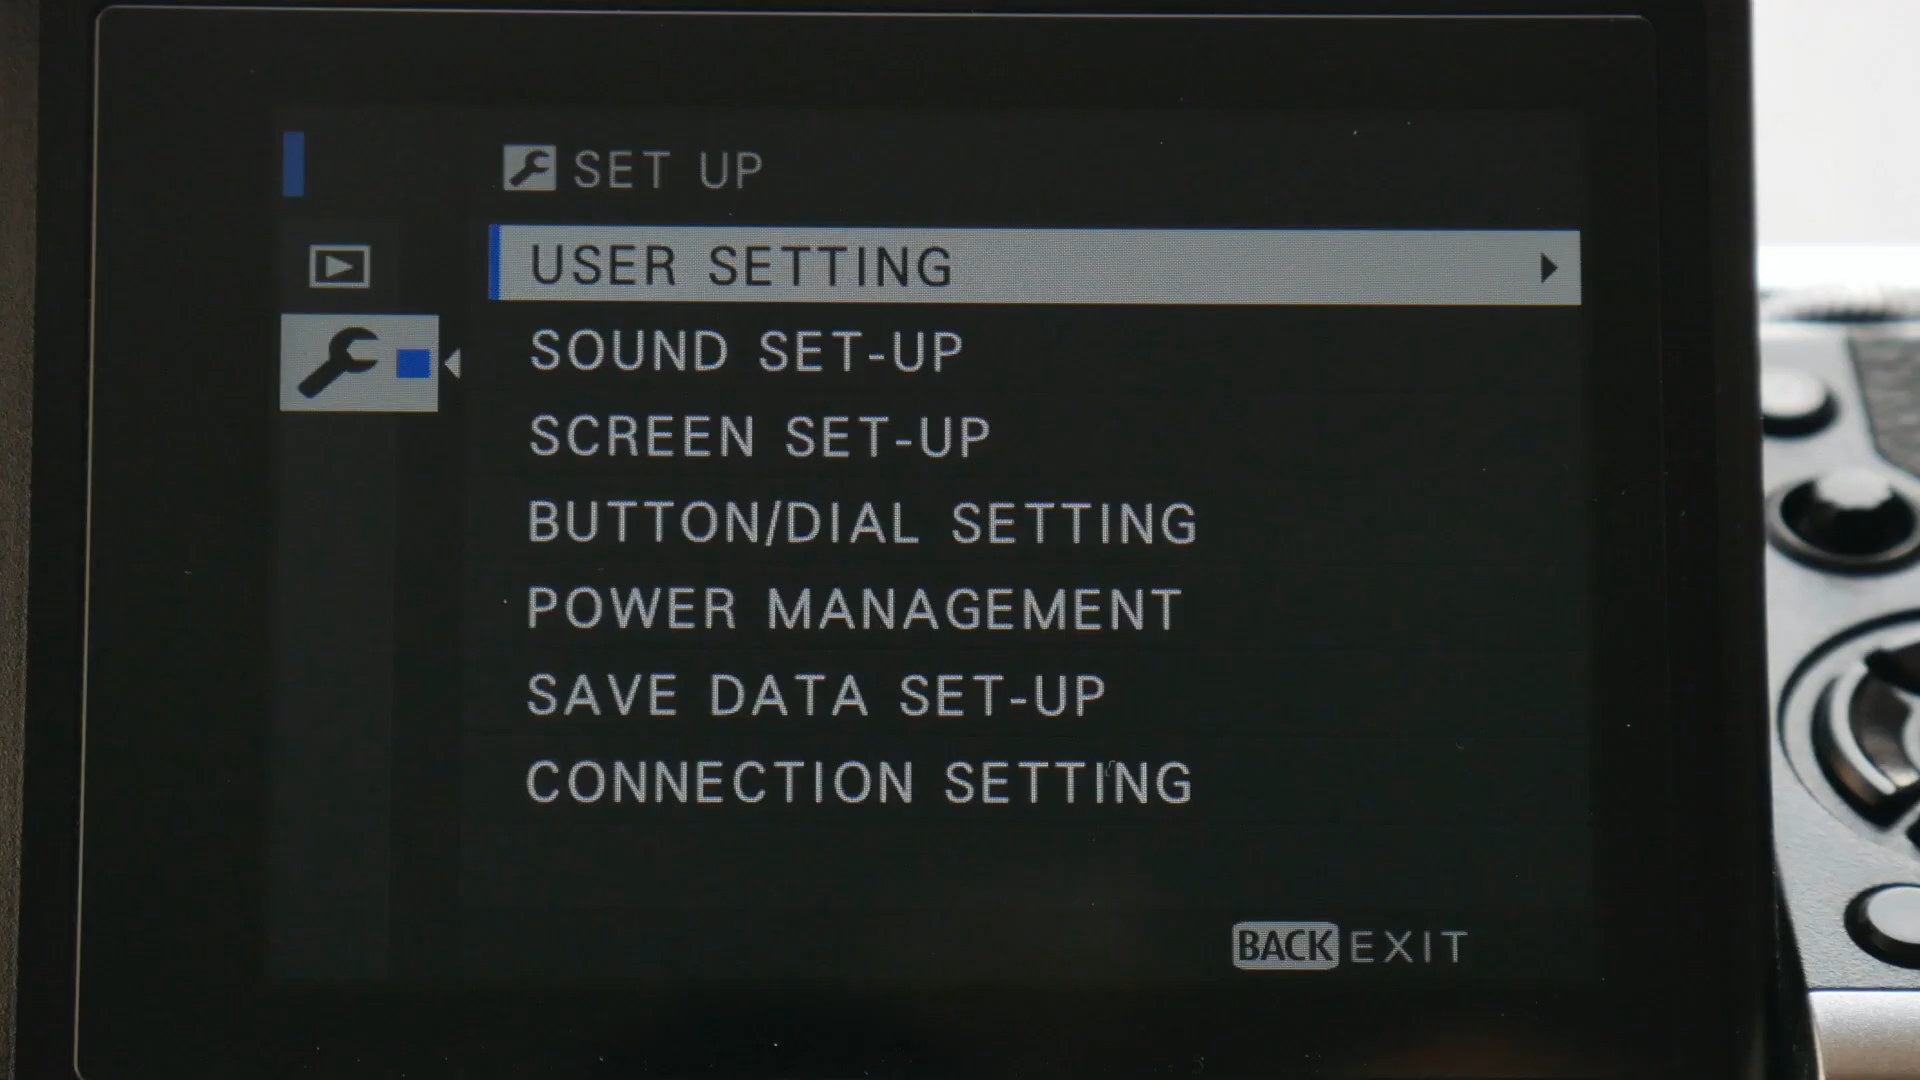 SET UP
USER SETTING
SOUND SET-UP
SCREEN SET-UP
BUTTON/DIAL SETTING
POWER MANAGEMENT
SAVE DATA SET-UP
CONNECTION SETTING
BACK EXIT